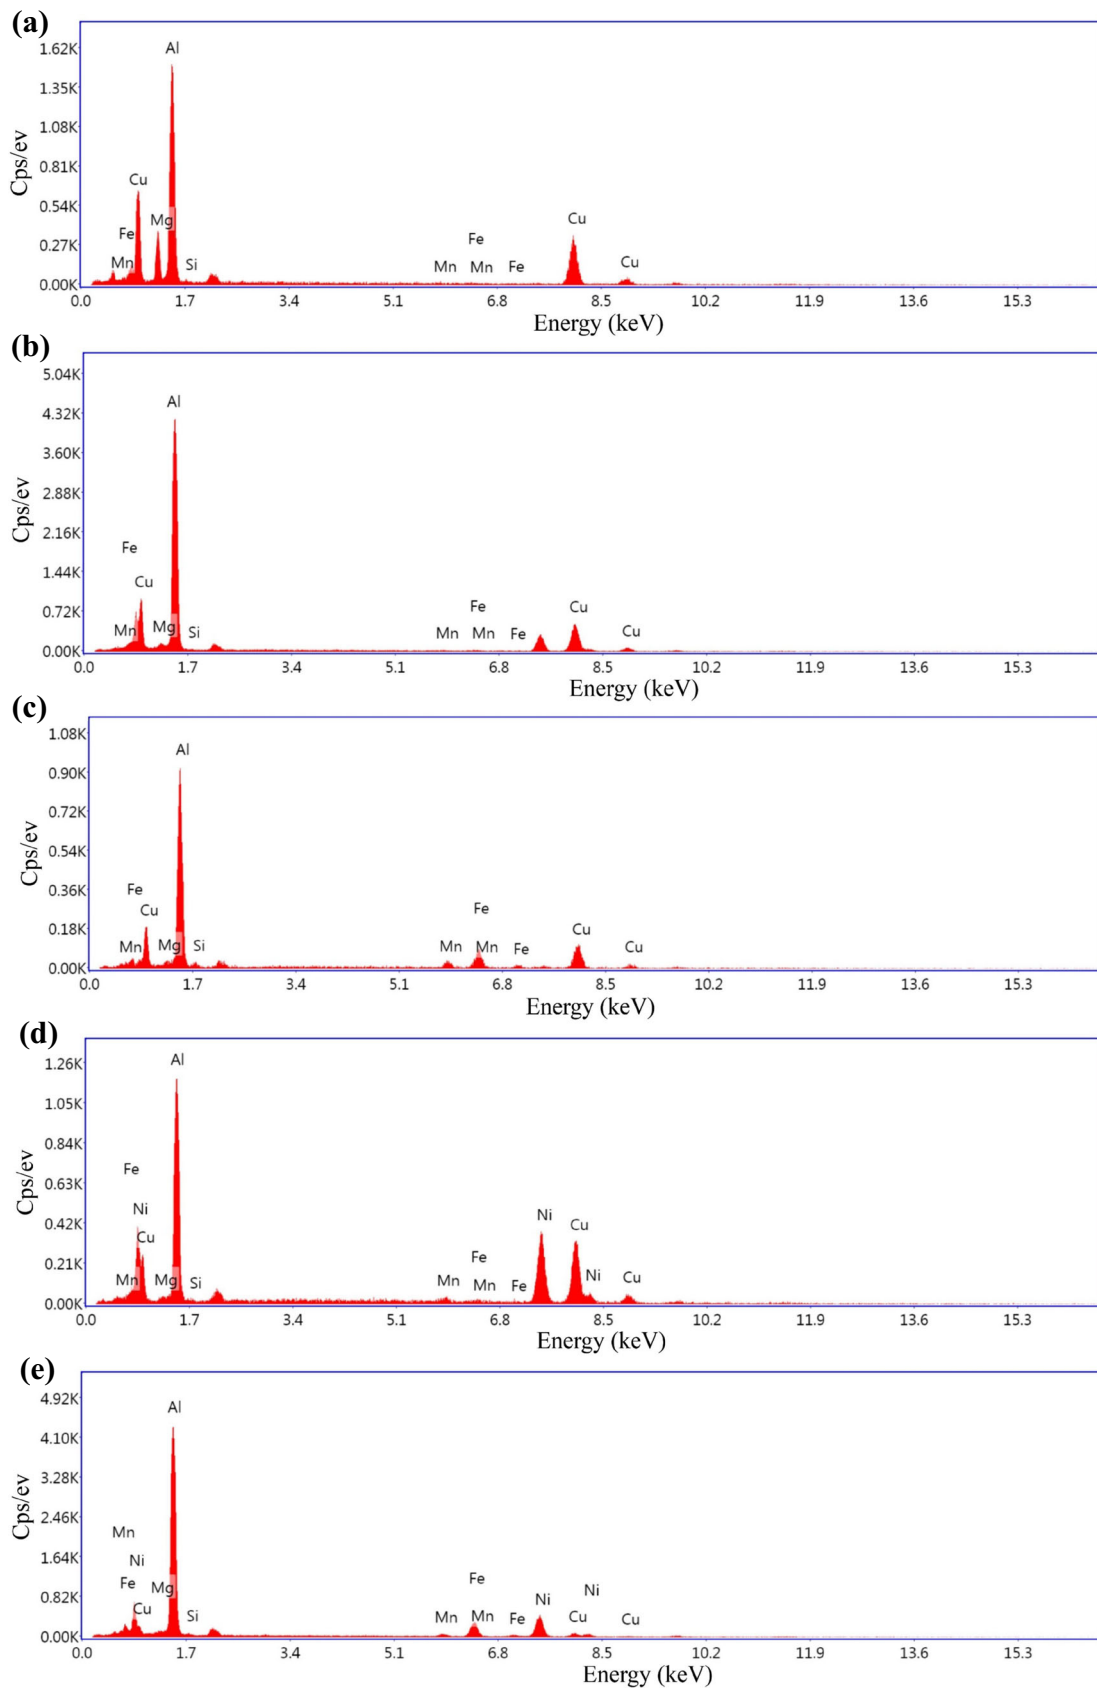 (a)
1.62K
1.35K
1.08K
0.81K
0.54K
0.27K
0.00K
Cps/ev
Al
Cu
Mg
Fe
Mn
Si
Fe
Mn Mn Fe
Cu
Cu
0.0 1.7 3.4 5.1 6.8 8.5 10.2 11.9 13.6 15.3
Energy (keV)
(b)
5.04K
4.32K
3.60K
2.88K
2.16K
1.44K
0.72K
0.00K
Cps/ev
Al
Fe
Cu
Mn Mg Si
Fe
Mn Mn Fe
Cu
Cu
0.0 1.7 3.4 5.1 6.8 8.5 10.2 11.9 13.6 15.3
Energy (keV)
(c)
1.08K
0.90K
0.72K
0.54K
0.36K
0.18K
0.00K
Cps/ev
Al
Fe
Cu
Mn Mg Si
Fe
Mn Mn Fe
Cu
Cu
0.0 1.7 3.4 5.1 6.8 8.5 10.2 11.9 13.6 15.3
Energy (keV)
(d)
1.26K
1.05K
0.84K
0.63K
0.42K
0.21K
0.00K
Cps/ev
Al
Fe
Ni
Cu
Mn Mg Si
Fe
Mn Mn Fe
Ni
Cu
Ni
Cu
0.0 1.7 3.4 5.1 6.8 8.5 10.2 11.9 13.6 15.3
Energy (keV)
(e)
4.92K
4.10K
3.28K
2.46K
1.64K
0.82K
0.00K
Cps/ev
Al
Mn
Ni
Fe Mg
Cu Si
Fe
Mn Mn Fe
Ni
Ni
Cu Cu
0.0 1.7 3.4 5.1 6.8 8.5 10.2 11.9 13.6 15.3
Energy (keV)